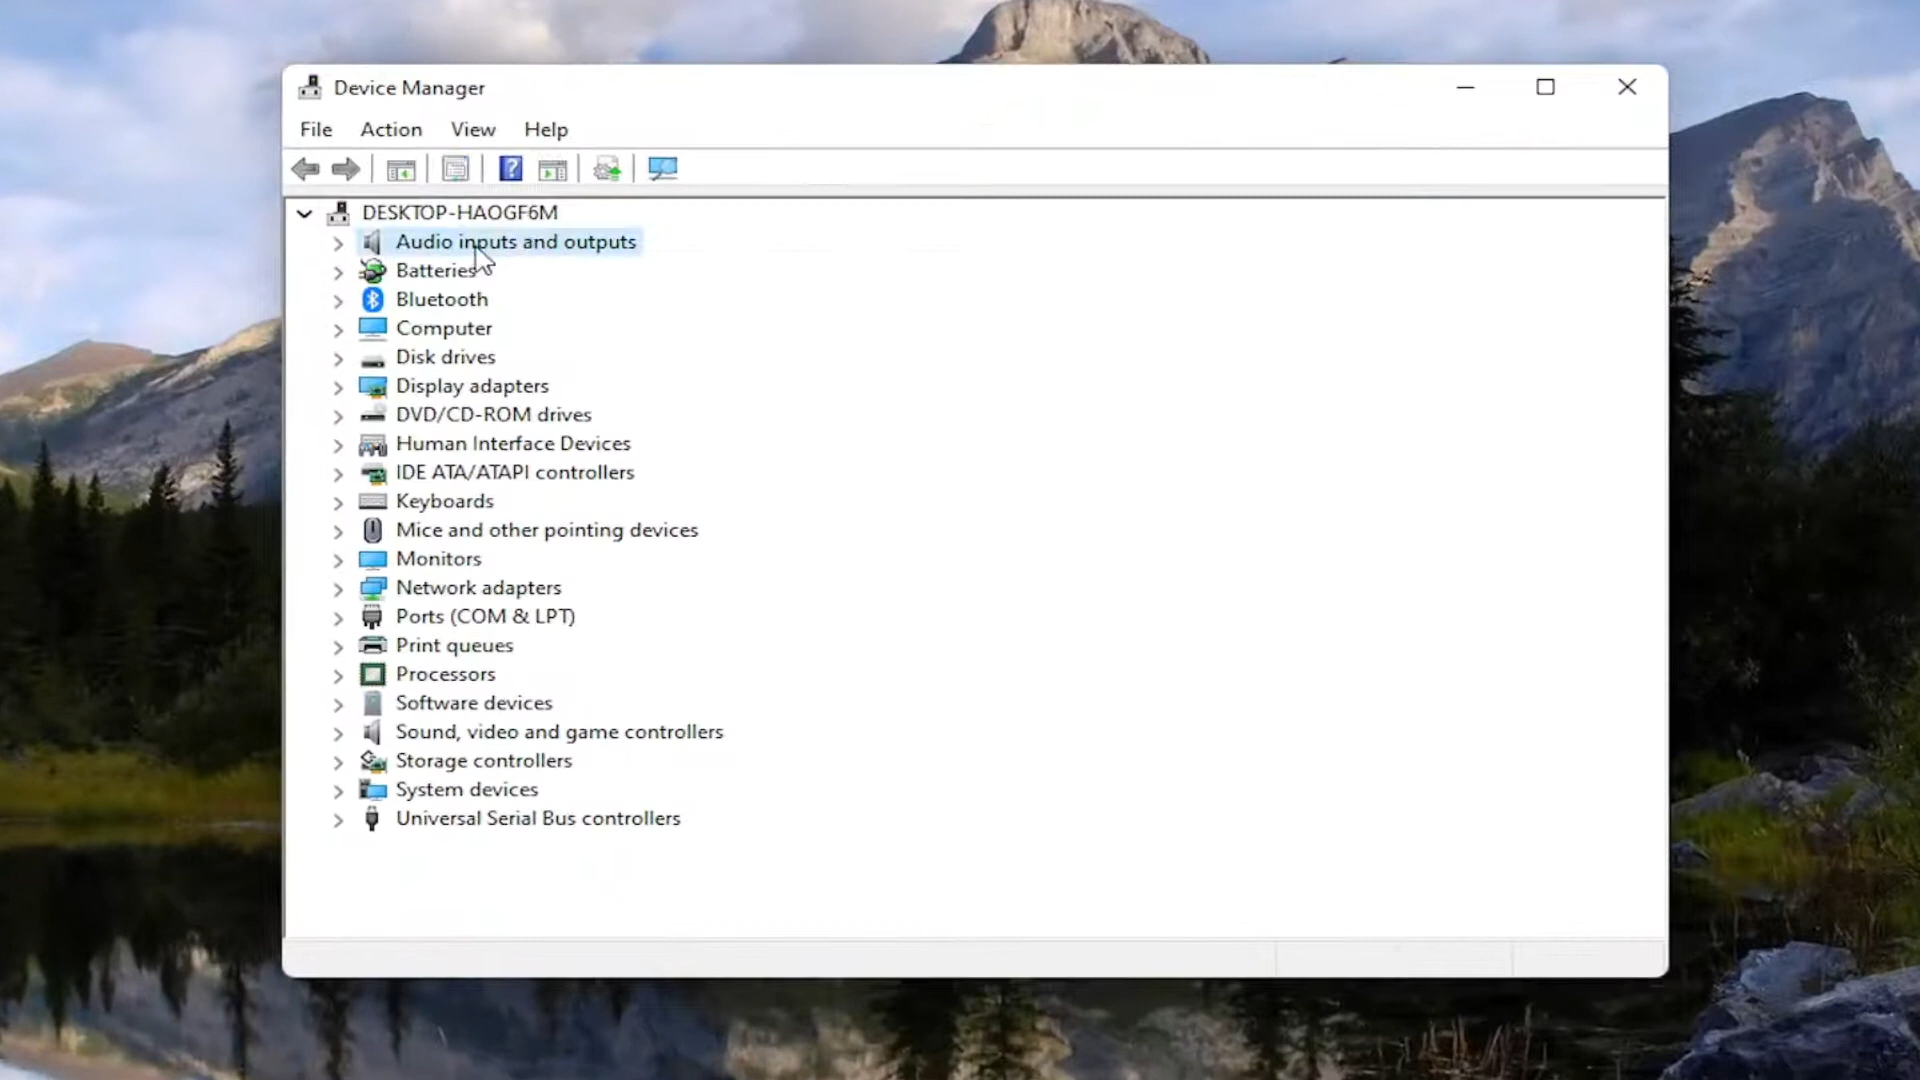 Device Manager
File Action View Help
DESKTOP-HAOGF6M
Audio inputs and outputs
Batteries
Bluetooth
Computer
Disk drives
Display adapters
DVD/CD-ROM drives
Human Interface Devices
IDE ATA/ATAPI controllers
Keyboards
Mice and other pointing devices
Monitors
Network adapters
Ports (COM & LPT)
Print queues
Processors
Software devices
Sound, video and game controllers
Storage controllers
System devices
Universal Serial Bus controllers